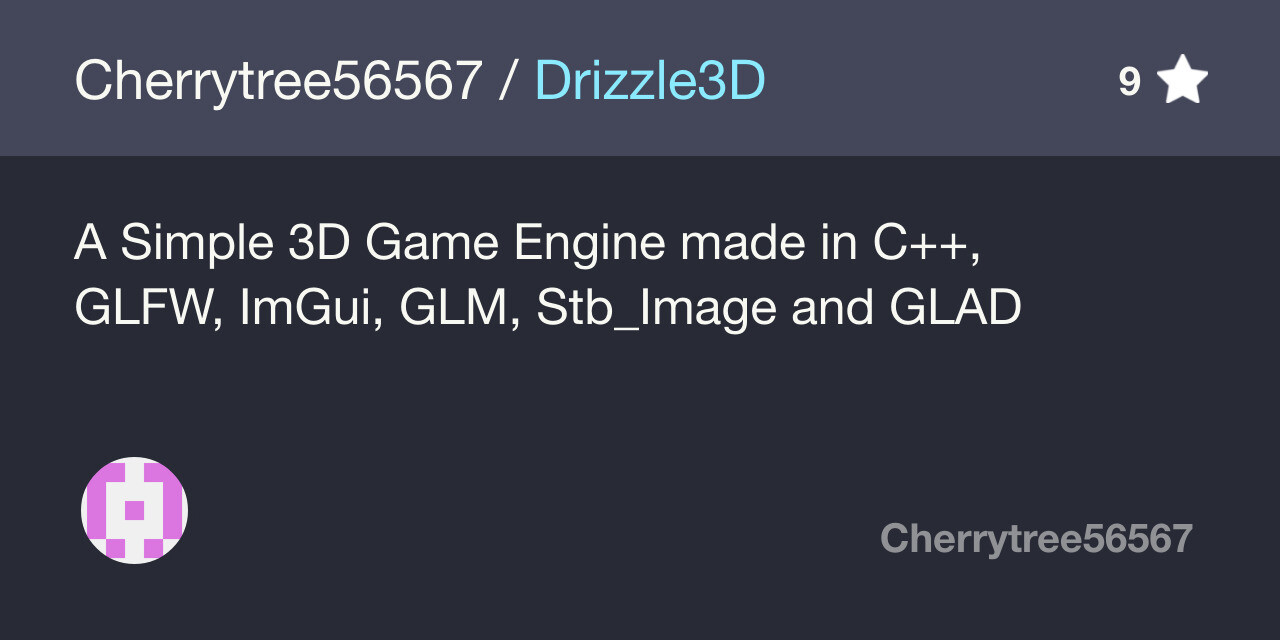 Cherrytree56567 / Drizzle3D 9
A Simple 3D Game Engine made in C++,
GLFW, ImGui, GLM, Stb_Image and GLAD
Cherrytree56567